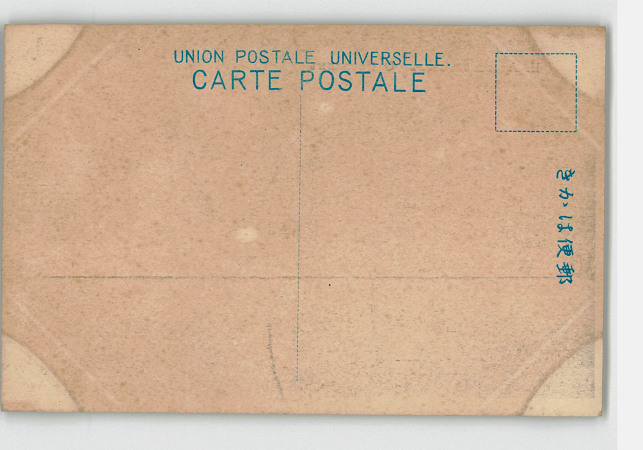 UNION POSTALE UNIVERSELLE.
CARTE POSTALE
郵便はかき